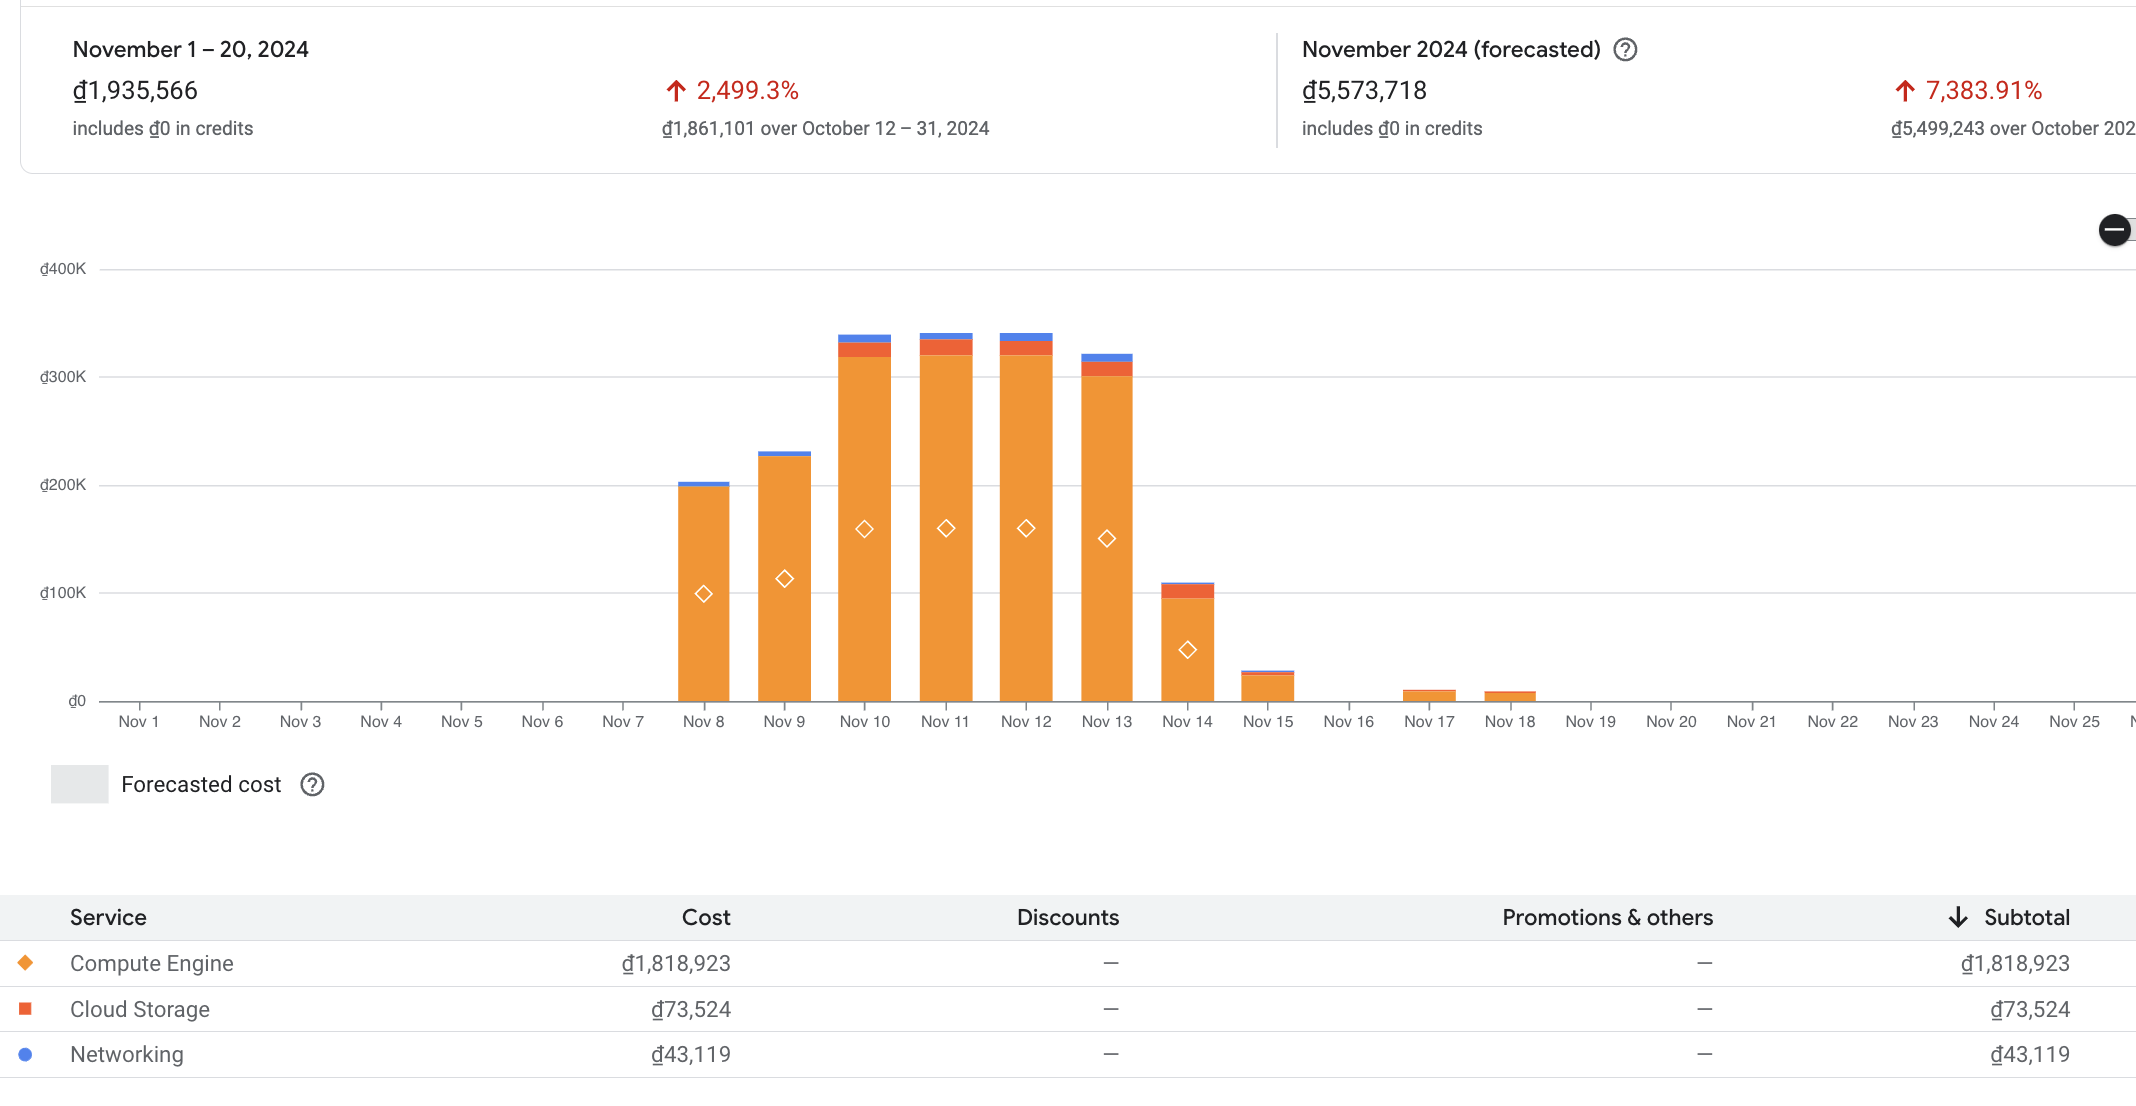 November 1 – 20, 2024
₫1,935,566
includes ₫0 in credits
2,499.3%
₫1,861,101 over October 12 – 31, 2024
November 2024 (forecasted)
₫5,573,718
includes ₫0 in credits
7,383.91%
₫5,499,243 over October 202
₫400K
₫300K
₫200K
₫100K
₫0
Nov 1 Nov 2 Nov 3 Nov 4 Nov 5 Nov 6 Nov 7 Nov 8 Nov 9 Nov 10 Nov 11 Nov 12 Nov 13 Nov 14 Nov 15 Nov 16 Nov 17 Nov 18 Nov 19 Nov 20 Nov 21 Nov 22 Nov 23 Nov 24 Nov 25
Forecasted cost
Service Cost Discounts Promotions & others Subtotal
Compute Engine ₫1,818,923 — — ₫1,818,923
Cloud Storage ₫73,524 — — ₫73,524
Networking ₫43,119 — — ₫43,119